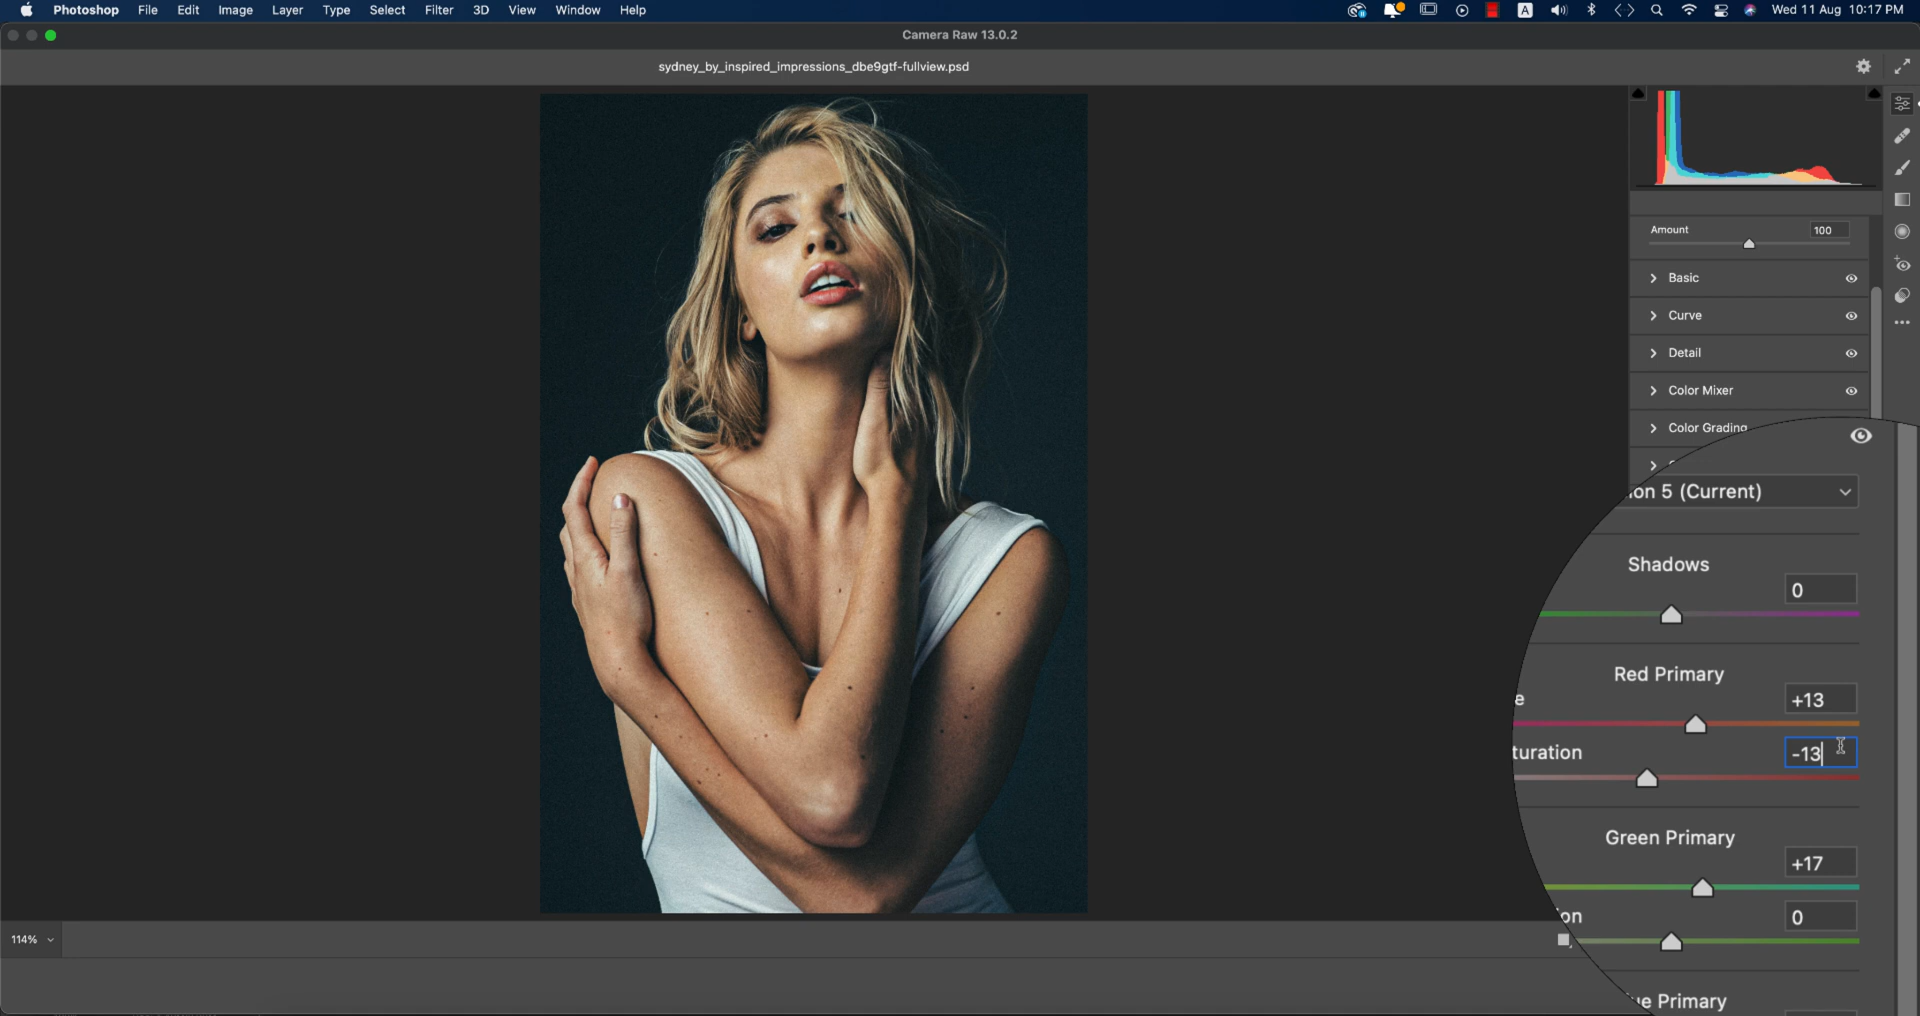 Photoshop File Edit Image Layer Type Select Filter 3D View Window Help A Wed 11 Aug 10:17 PM
Camera Raw 13.0.2
sydney_by_inspired_impressions_dbe9gtf-fullview.psd
Amount 100
Basic
Curve
Detail
Color Mixer
Color Grading
ion 5 (Current)
Shadows
0
Red Primary
e +13
turation -13
Green Primary
+17
on 0
ue Primary
114%